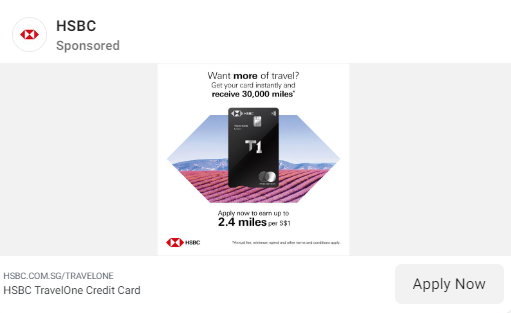 HSBC
Sponsored
Want more of travel?
Get your card instantly and
receive 30,000 miles*
HSBC
T1
Apply now to earn up to
2.4 miles per S$1
HSBC
*Annual fee, minimum spend and other terms and conditions apply.
HSBC.COM.SG/TRAVELONE
HSBC TravelOne Credit Card
Apply Now